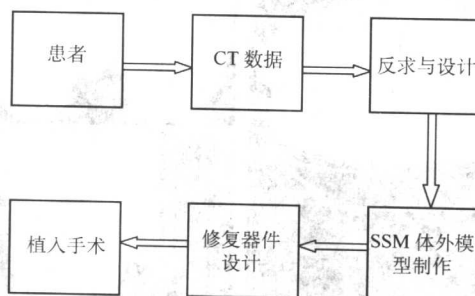 患者
CT 数据
反求与设计
SSM 体外模
型制作
修复器件
设计
植入手术